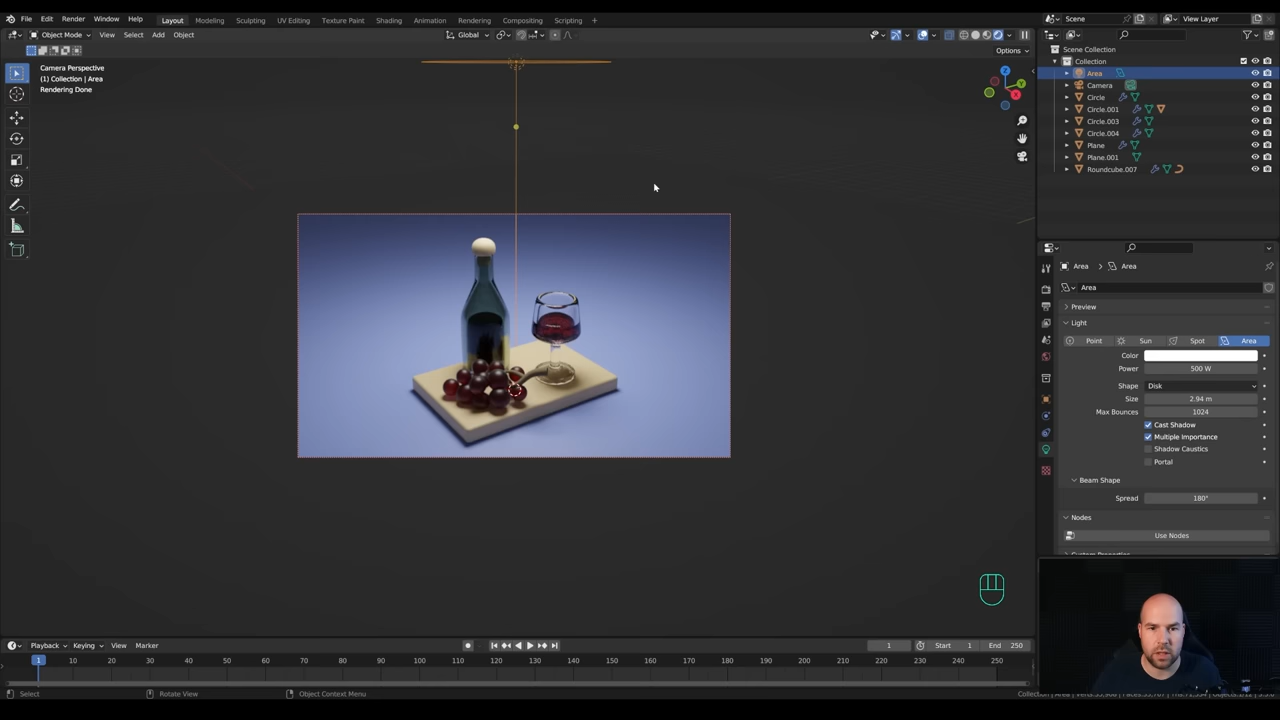 File Edit Render Window Help Layout Modeling Sculpting UV Editing Texture Paint Shading Animation Rendering Compositing Scripting + Scene View Layer
Object Mode View Select Add Object Global
Options
Camera Perspective
(1) Collection | Area
Rendering Done
Z
Y
X
Scene Collection
Collection
Area
Camera
Circle
Circle.001
Circle.003
Circle.004
Plane
Plane.001
Roundcube.007
Area > Area
Area
Preview
Light
Point Sun Spot Area
Color
Power 500 W
Shape Disk
Size 2.94 m
Max Bounces 1024
Cast Shadow
Multiple Importance
Shadow Caustics
Portal
Beam Shape
Spread 180°
Nodes
Use Nodes
Playback Keying View Marker 1 Start 1 End 250
1 10 20 30 40 50 60 70 80 90 100 110 120 130 140 150 160 170 180 190 200 210 220 230 240 250
Select Rotate View Object Context Menu